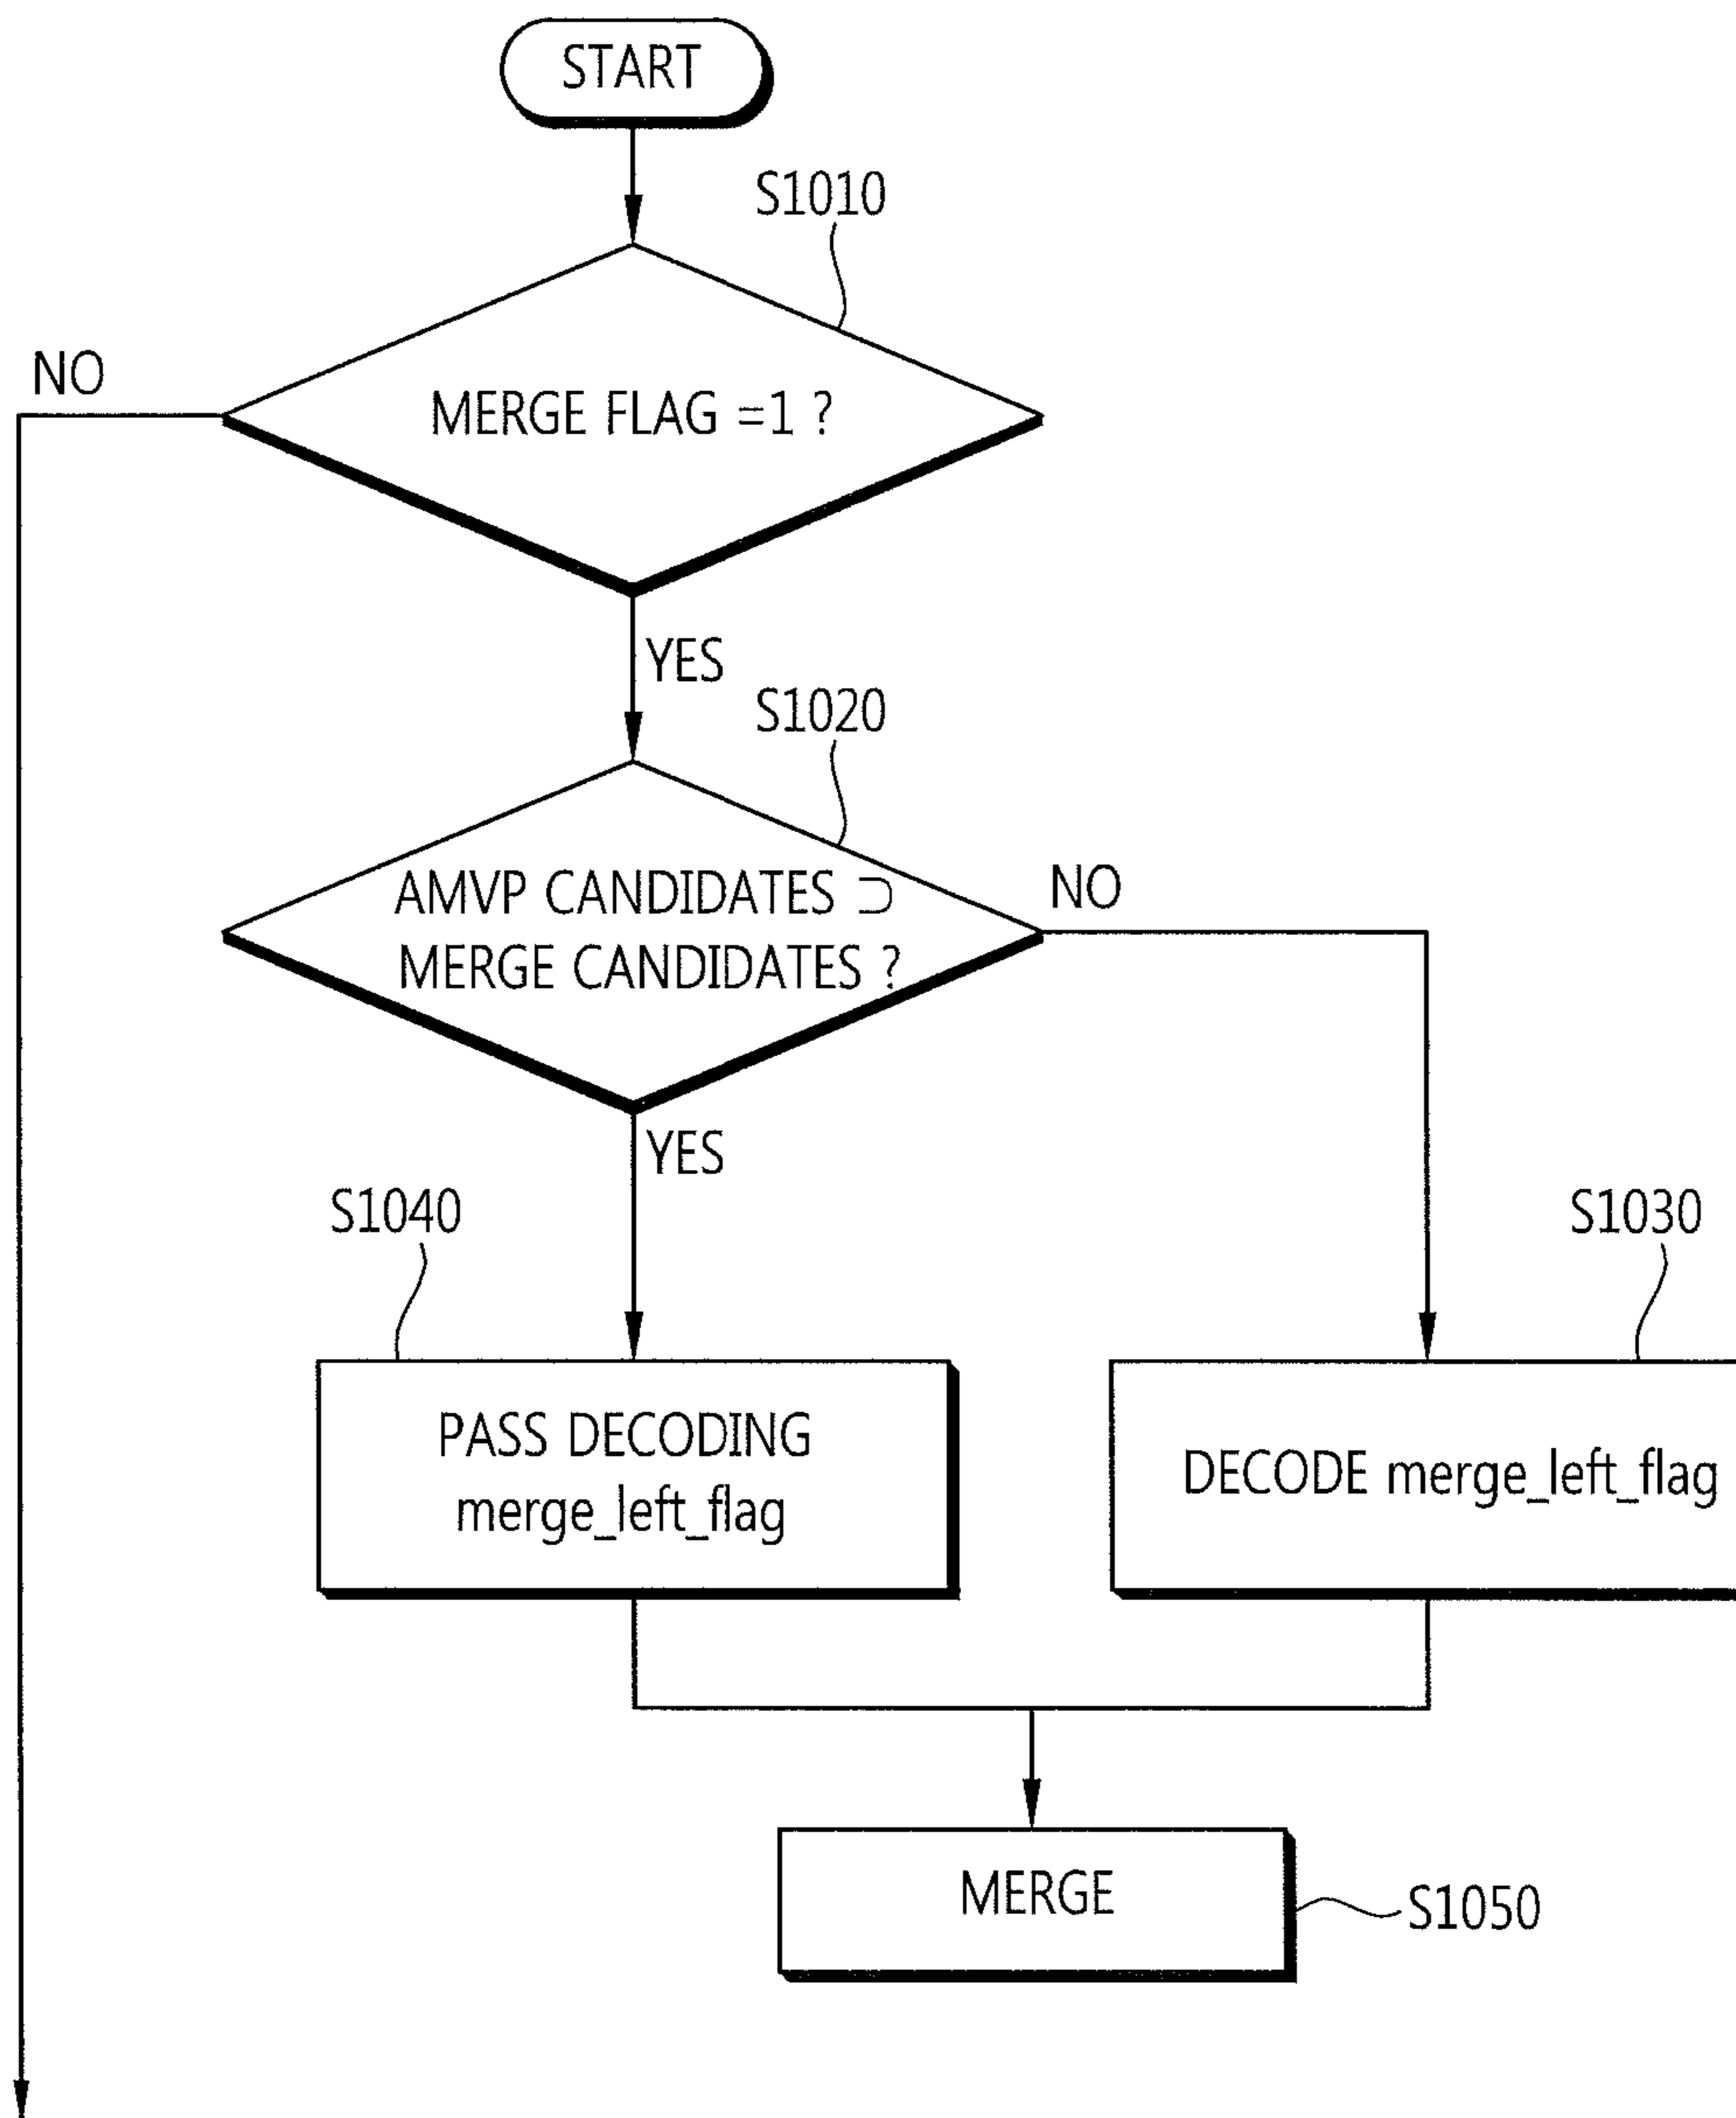 START
S1010
NO
MERGE FLAG =1 ?
YES
S1020
AMVP CANDIDATES ⊃
NO
MERGE CANDIDATES ?
YES
S1040
S1030
PASS DECODING
merge_left_flag
DECODE merge_left_flag
MERGE
S1050